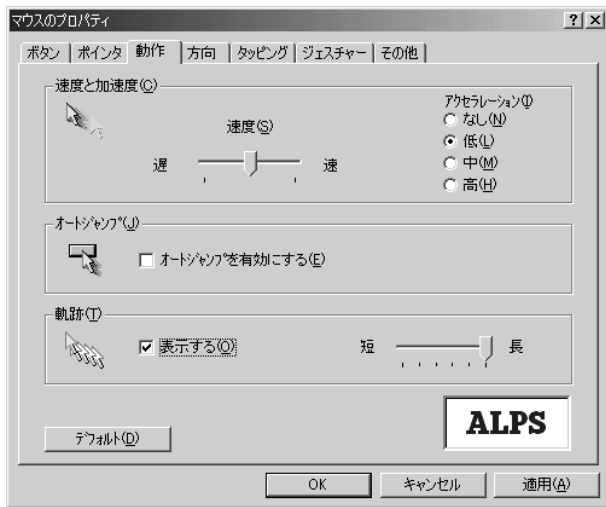 マウスのプロパティ
ボタン ポインタ 動作 方向 タッピング ジェスチャー その他
速度と加速度(C)
アクセラレーション(I)
速度(S)
なし(N)
低(L)
遅 速
中(M)
高(H)
オートジャンプ(J)
オートジャンプを有効にする(E)
軌跡(T)
表示する(O)
短 長
デフォルト(D)
ALPS
OK キャンセル 適用(A)